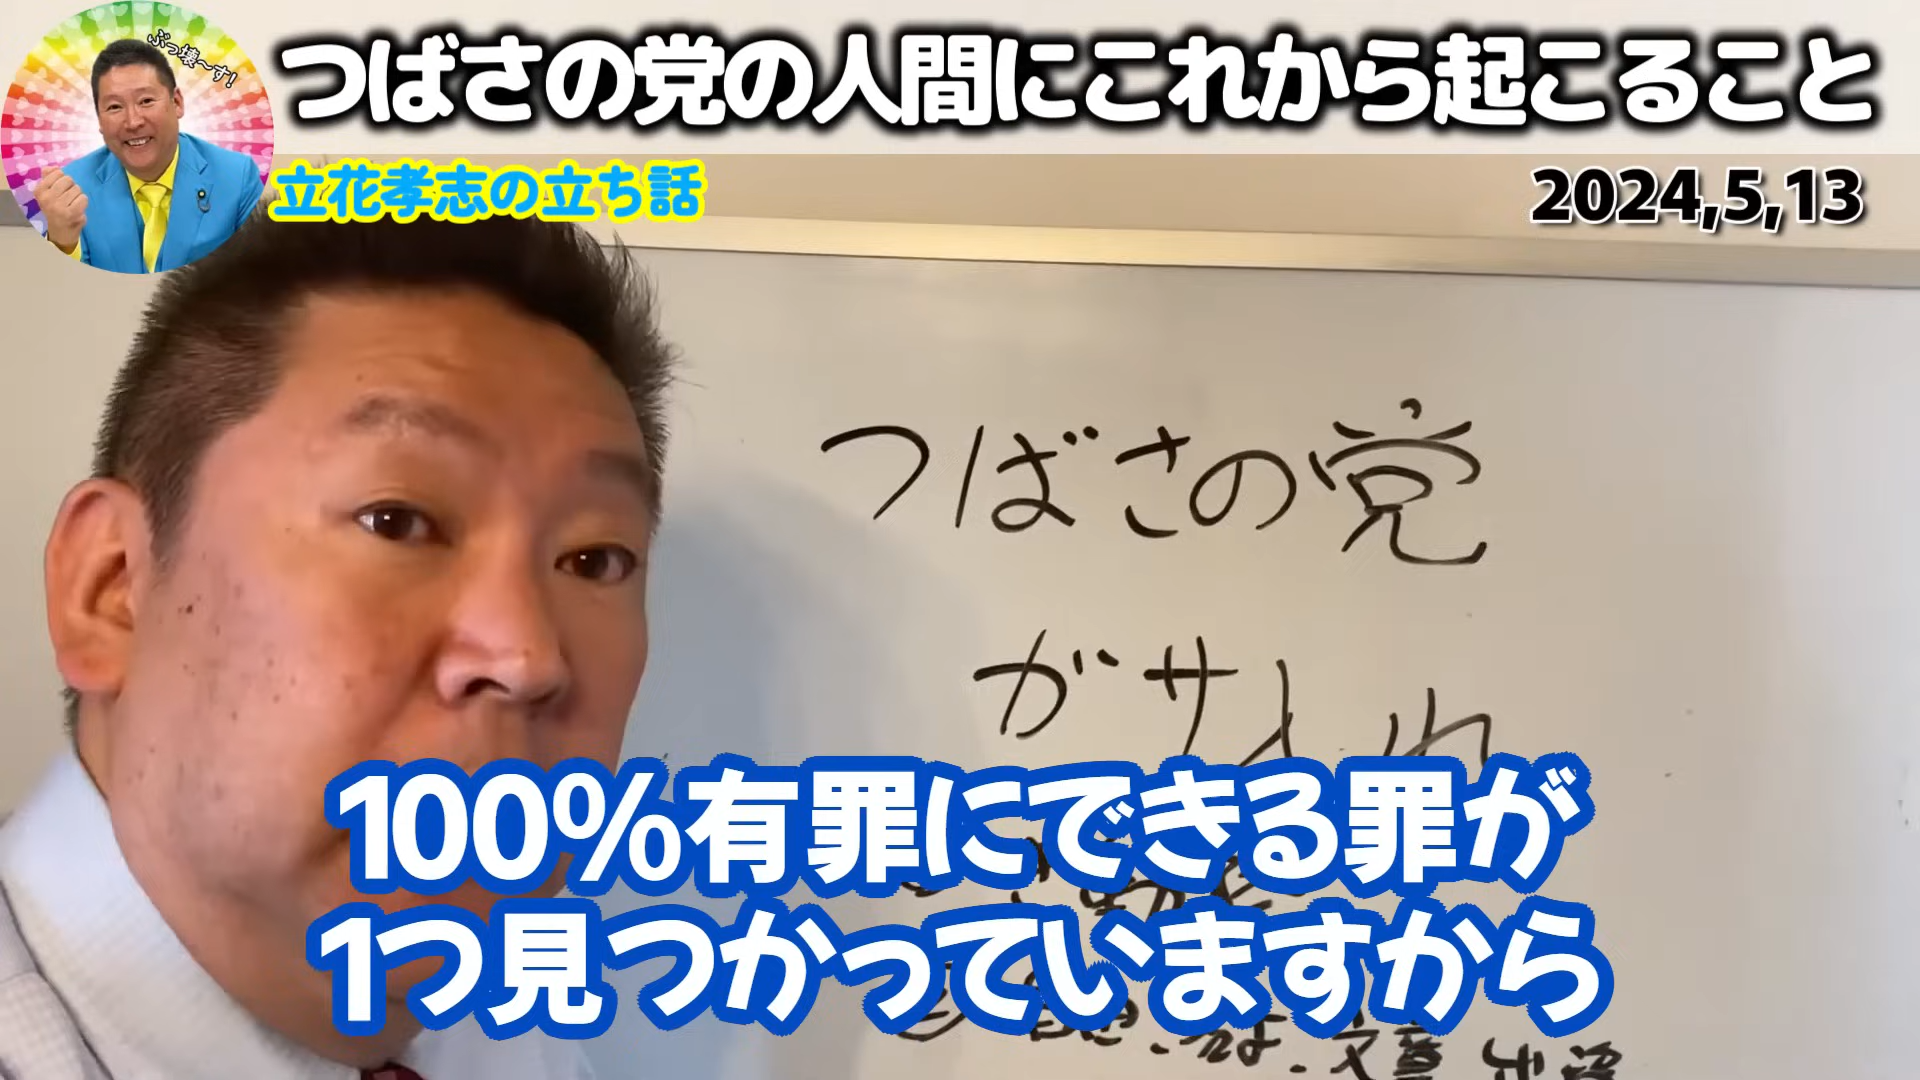 ぶっ壊～す!
つばさの党の人間にこれから起こること
立花孝志の立ち話
2024,5,13
つばさの党
がサ入れ
100%有罪にできる罪が
1つ見つかっていますから